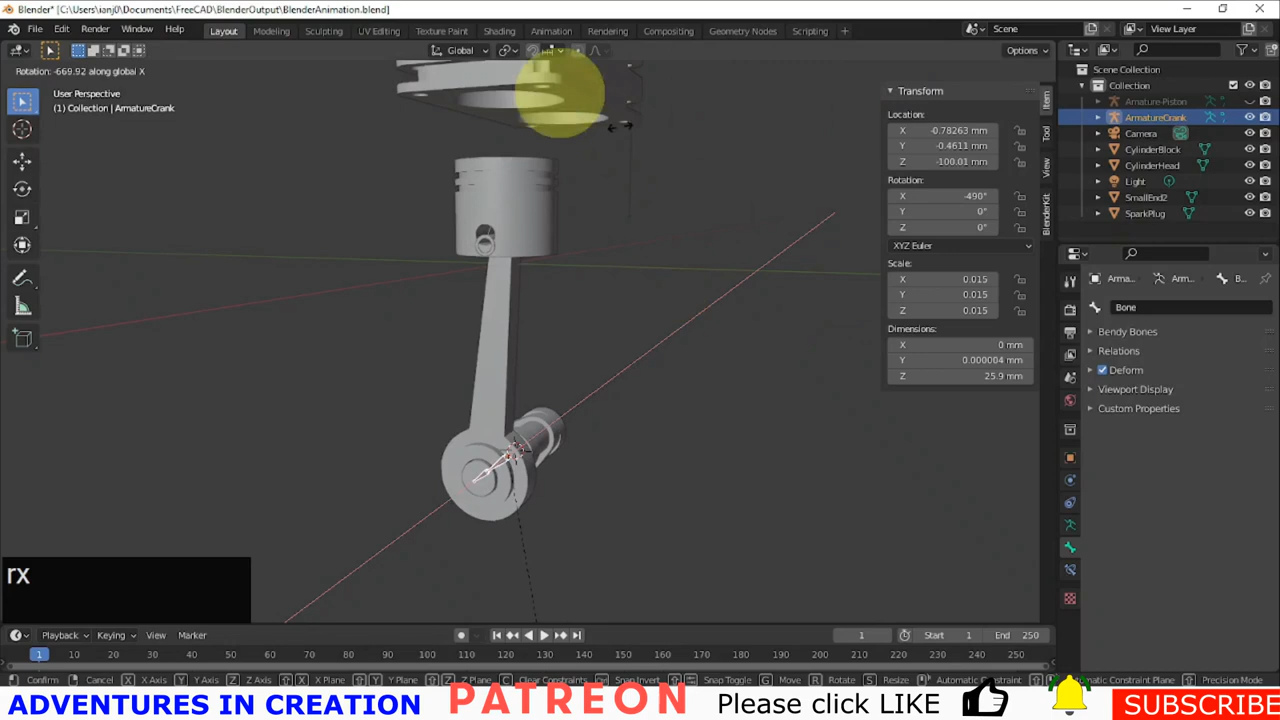 Blender* [C:\Users\ianj0\Documents\FreeCAD\BlenderOutput\BlenderAnimation.blend]
File Edit Render Window Help Layout Modeling Sculpting UV Editing Texture Paint Shading Animation Rendering Compositing Geometry Nodes Scripting + Scene View Layer
Global Options
Rotation: -669.92 along global X
User Perspective
(1) Collection | ArmatureCrank
Transform
Location:
X -0.78263 mm
Y -0.4611 mm
Z -100.01 mm
Rotation:
X -490°
Y 0°
Z 0°
XYZ Euler
Scale:
X 0.015
Y 0.015
Z 0.015
Dimensions:
X 0 mm
Y 0.000004 mm
Z 25.9 mm
Item
Tool
View
BlenderKit
Scene Collection
Collection
Armature-Piston
ArmatureCrank
Camera
CylinderBlock
CylinderHead
Light
SmallEnd2
SparkPlug
Arma... Arm... B...
Bone
Bendy Bones
Relations
Deform
Viewport Display
Custom Properties
rx
Playback Keying View Marker 1 Start 1 End 250
1 10 20 30 40 50 60 70 80 90 100 110 120 130 140 150 160 170 180 190 200 210 220 230 240 250
Confirm Cancel X X Axis Y Y Axis Z Z Axis X X Plane Y Y Plane Z Z Plane Clear Constraints Snap Invert Snap Toggle G Move R Rotate S Resize Automatic Constraint Automatic Constraint Plane Precision Mode
ADVENTURES IN CREATION PATREON Please click LIKE SUBSCRIBE